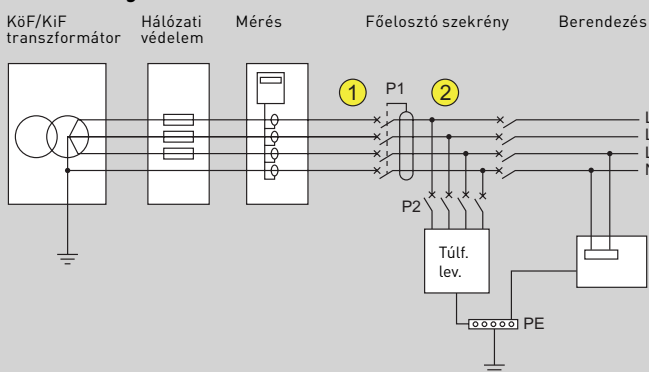 KöF/KiF
transzformátor
Hálózati
védelem
Mérés
Főelosztó szekrény
Berendezés
1
P1
2
P2
Túlf.
lev.
PE